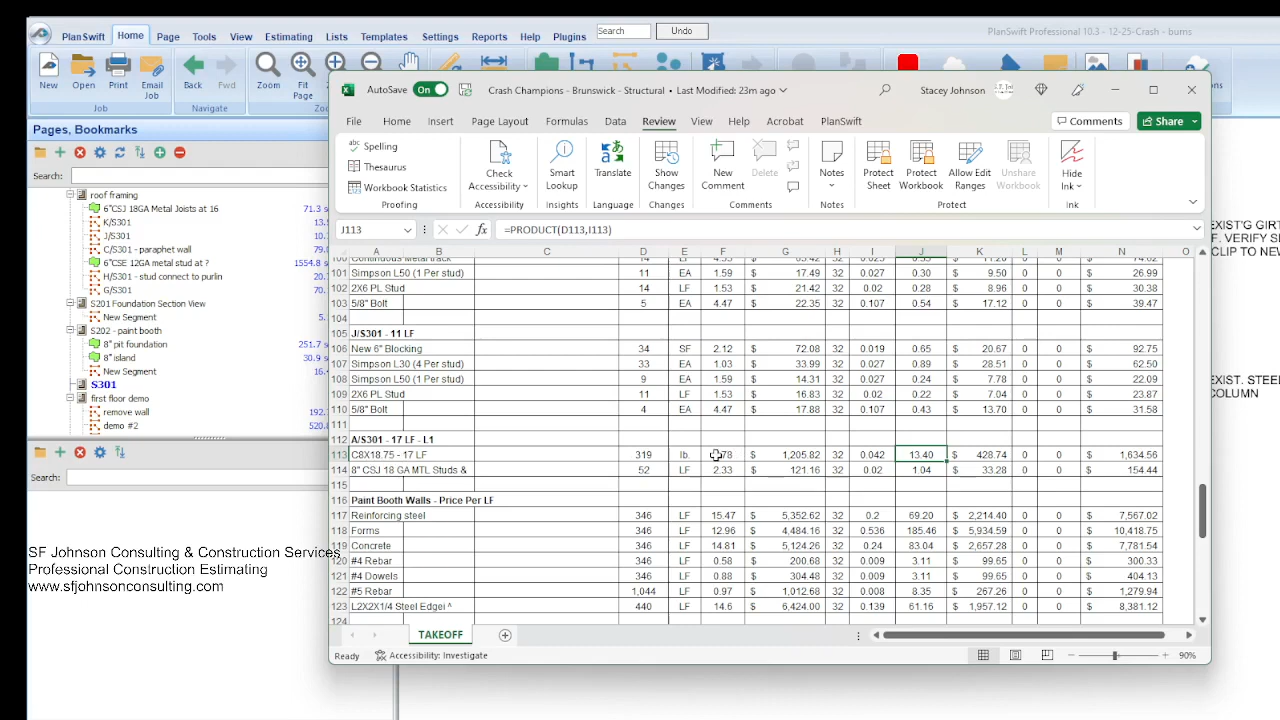 PlanSwift Home Page Tools View Estimating Lists Templates Settings Reports Help Plugins Search Undo PlanSwift Professional 10.3 - 12-25-Crash - burns
New Open Print Email Job Back Fwd Zoom Fit Page
Job Navigate
Pages, Bookmarks
Search:
roof framing
6"CSJ 18GA Metal Joists at 16 71.3 s
K/S301
J/S301 10.
C/S301 - paraphet wall 79.
6"CSE 12GA metal stud at ? 1554.8 s
H/S301 - stud connect to purlin 20.
G/S301 70.
S201 Foundation Section View
New Segment 5.
S202 - paint booth
8" pit foundation 251.7 s
8" island 30.9 s
New Segment 16.
S301
first floor demo
remove wall 192.
demo #2 520.8
Search:
SF Johnson Consulting & Construction Services
Professional Construction Estimating
www.sfjohnsonconsulting.com
AutoSave On Crash Champions - Brunswick - Structural • Last Modified: 23m ago Stacey Johnson
File Home Insert Page Layout Formulas Data Review View Help Acrobat PlanSwift Comments Share
Spelling
Thesaurus
Workbook Statistics
Proofing
Check Accessibility
Accessibility
Smart Lookup
Insights
Translate
Language
Show Changes
Changes
New Comment Delete
Comments
Notes
Notes
Protect Sheet Protect Workbook Allow Edit Ranges Unshare Workbook
Protect
Hide Ink
Ink
J113 fx =PRODUCT(D113,I113)
A B C D E F G H I J K L M N
101 Simpson L50 (1 Per stud) 11 EA 1.59 $ 17.49 32 0.027 0.30 $ 9.50 0 0 $ 26.99
102 2X6 PL Stud 14 LF 1.53 $ 21.42 32 0.02 0.28 $ 8.96 0 0 $ 30.38
103 5/8" Bolt 5 EA 4.47 $ 22.35 32 0.107 0.54 $ 17.12 0 0 $ 39.47
104
105 J/S301 - 11 LF
106 New 6" Blocking 34 SF 2.12 $ 72.08 32 0.019 0.65 $ 20.67 0 0 $ 92.75
107 Simpson L30 (4 Per stud) 33 EA 1.03 $ 33.99 32 0.027 0.89 $ 28.51 0 0 $ 62.50
108 Simpson L50 (1 Per stud) 9 EA 1.59 $ 14.31 32 0.027 0.24 $ 7.78 0 0 $ 22.09
109 2X6 PL Stud 11 LF 1.53 $ 16.83 32 0.02 0.22 $ 7.04 0 0 $ 23.87
110 5/8" Bolt 4 EA 4.47 $ 17.88 32 0.107 0.43 $ 13.70 0 0 $ 31.58
111
112 A/S301 - 17 LF - L1
113 C8X18.75 - 17 LF 319 lb. $ 1,205.82 32 0.042 13.40 $ 428.74 0 0 $ 1,634.56
114 8" CSJ 18 GA MTL Studs & 52 LF 2.33 $ 121.16 32 0.02 1.04 $ 33.28 0 0 $ 154.44
115
116 Paint Booth Walls - Price Per LF
117 Reinforcing steel 346 LF 15.47 $ 5,352.62 32 0.2 69.20 $ 2,214.40 0 0 $ 7,567.02
118 Forms 346 LF 12.96 $ 4,484.16 32 0.536 185.46 $ 5,934.59 0 0 $ 10,418.75
119 Concrete 346 LF 14.81 $ 5,124.26 32 0.24 83.04 $ 2,657.28 0 0 $ 7,781.54
120 #4 Rebar 346 LF 0.58 $ 200.68 32 0.009 3.11 $ 99.65 0 0 $ 300.33
121 #4 Dowels 346 LF 0.88 $ 304.48 32 0.009 3.11 $ 99.65 0 0 $ 404.13
122 #5 Rebar 1,044 LF 0.97 $ 1,012.68 32 0.008 8.35 $ 267.26 0 0 $ 1,279.94
123 L2X2X1/4 Steel Edgei ^ 440 LF 14.6 $ 6,424.00 32 0.139 61.16 $ 1,957.12 0 0 $ 8,381.12
TAKEOFF
Ready Accessibility: Investigate 90%
EXIST'G GIRT
F. VERIFY S
CLIP TO NEW
EXIST. STEEL
COLUMN